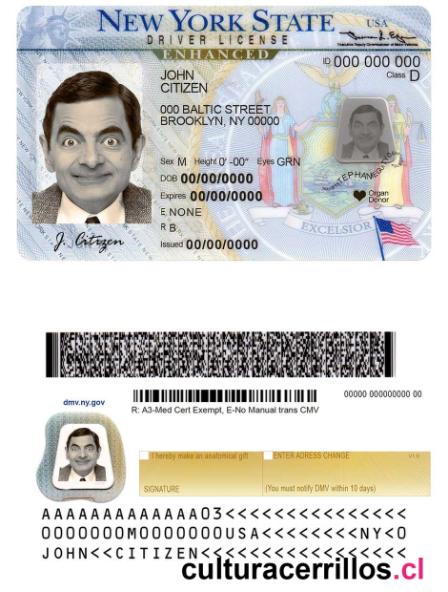 NEW YORK STATE USA
DRIVER LICENSE
ENHANCED
ID 000 000 000
Class D
JOHN
CITIZEN
000 BALTIC STREET
BROOKLYN, NY 00000
Sex M Height 0' -00" Eyes GRN
DOB 00/00/0000
Expires 00/00/0000
E NONE
R B
Issued 00/00/0000
Organ
Donor
EXCELSIOR
J. Citizen
dmv.ny.gov
00000 00000000 00
R: A3-Med Cert Exempt, E-No Manual trans CMV
I hereby make an anatomical gift
ENTER ADRESS CHANGE
SIGNATURE
(You must notify DMV within 10 days)
AAAAAAAAAAAAA03<<<<<<<<<<<<<<<
0000000M0000000USA<<<<<<<NY<0
JOHN<<CITIZEN<<<<<<<<<<<<<<<<<
culturacerrillos.cl